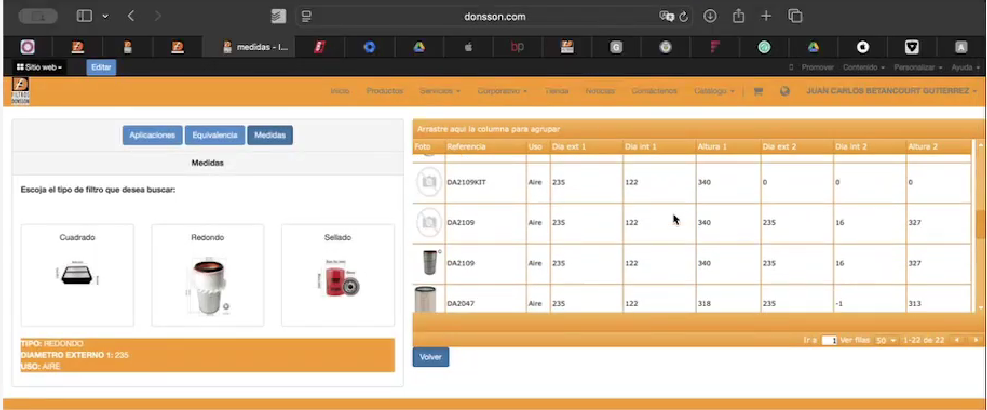 donsson.com
medidas - I...
bp
G
A
Sitio web
Editar
Promover Contenido Personalizar Ayuda
FILTROS
DONSSON
Inicio Productos Servicios Corporativo Tienda Noticias Contáctenos Catálogo JUAN CARLOS BETANCOURT GUTIERREZ
Aplicaciones Equivalencia Medidas
Medidas
Escoja el tipo de filtro que desea buscar:
Cuadrado Redondo Sellado
TIPO: REDONDO
DIAMETRO EXTERNO 1: 235
USO: AIRE
Arrastre aqui la columna para agrupar
Foto Referencia Uso Dia ext 1 Dia int 1 Altura 1 Dia ext 2 Dia int 2 Altura 2
DA2109KIT Aire 235 122 340 0 0 0
DA2109 Aire 235 122 340 235 16 327
DA2109 Aire 235 122 340 235 16 327
DA2047 Aire 235 122 318 235 -1 313
Ir a 1 Ver filas 50 1-22 de 22
Volver